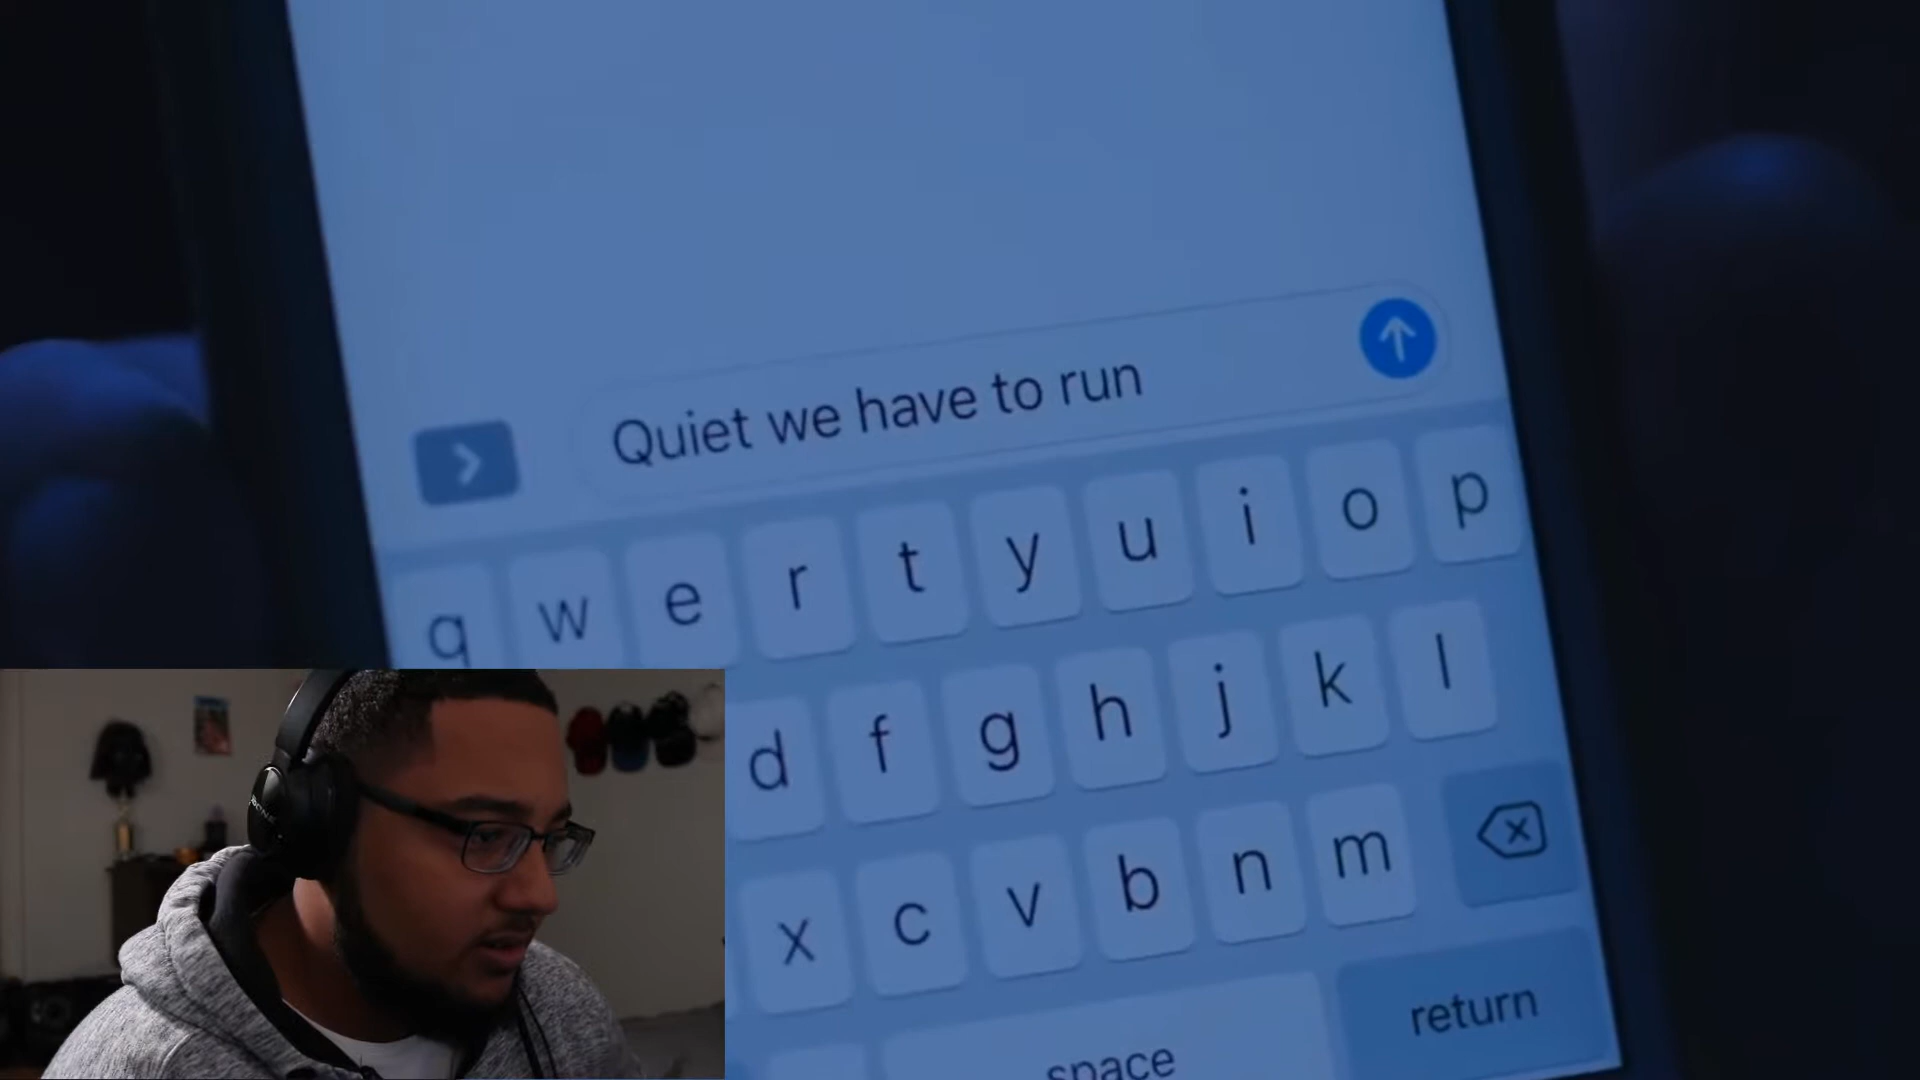 Quiet we have to run
q w e r t y u i o p
d f g h j k l
x c v b n m
space
return